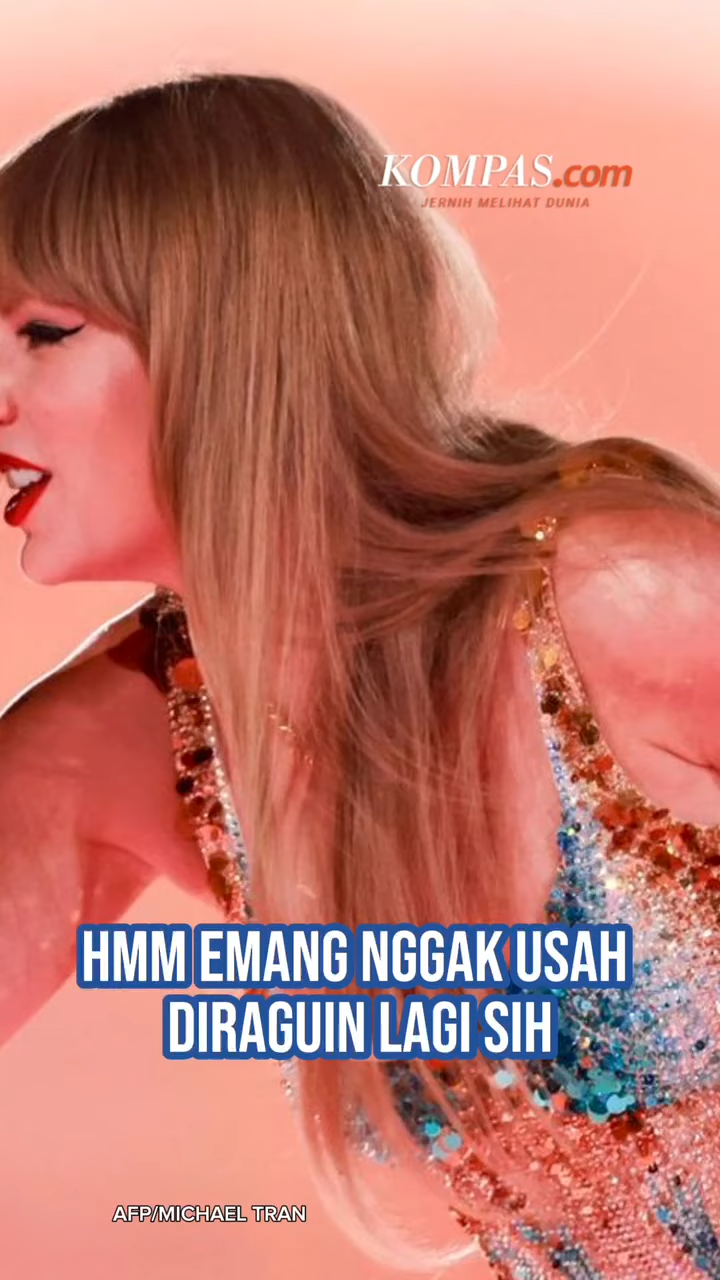 KOMPAS.com
JERNIH MELIHAT DUNIA
HMM EMANG NGGAK USAH
DIRAGUIN LAGI SIH
AFP/MICHAEL TRAN